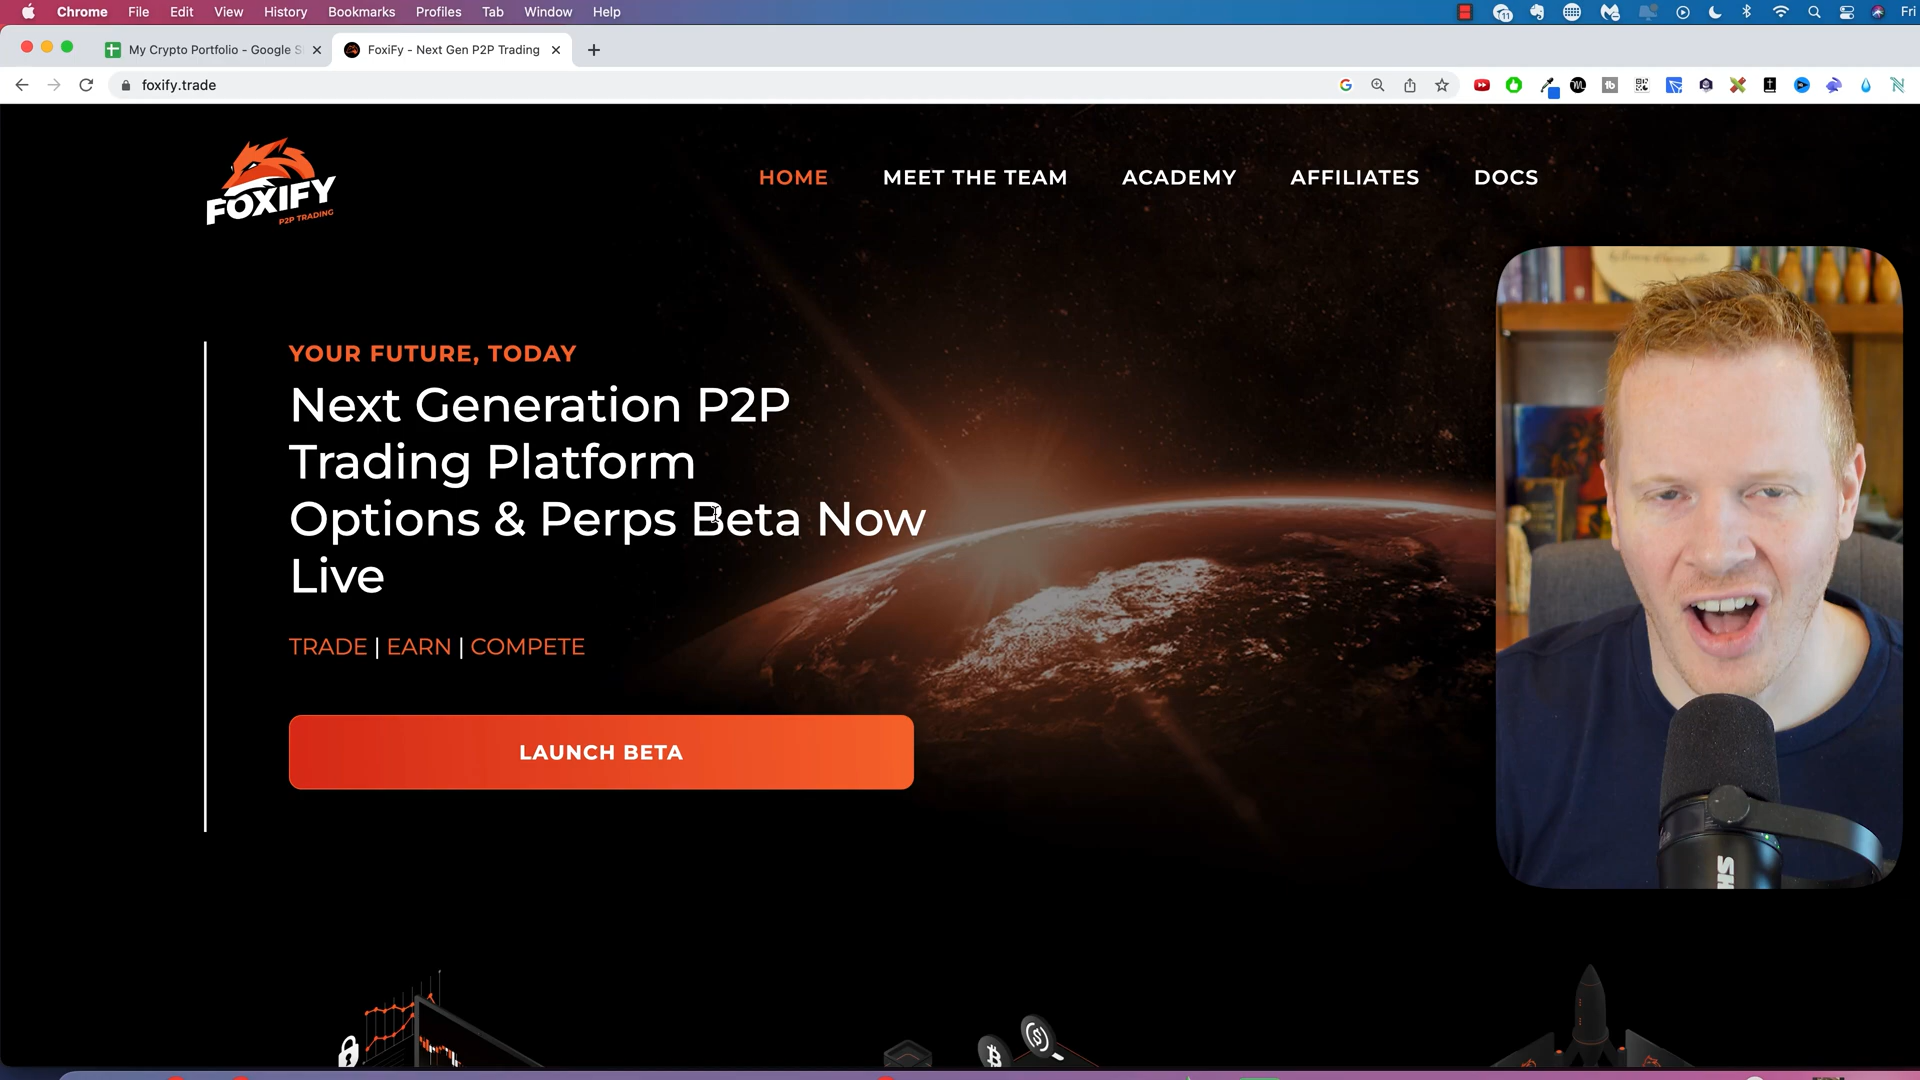 Chrome File Edit View History Bookmarks Profiles Tab Window Help
11
Fri
My Crypto Portfolio - Google S
FoxiFy - Next Gen P2P Trading
foxify.trade
FOXIFY
P2P TRADING
HOME
MEET THE TEAM
ACADEMY
AFFILIATES
DOCS
YOUR FUTURE, TODAY
Next Generation P2P
Trading Platform
Options & Perps Beta Now
Live
TRADE | EARN | COMPETE
LAUNCH BETA
SH